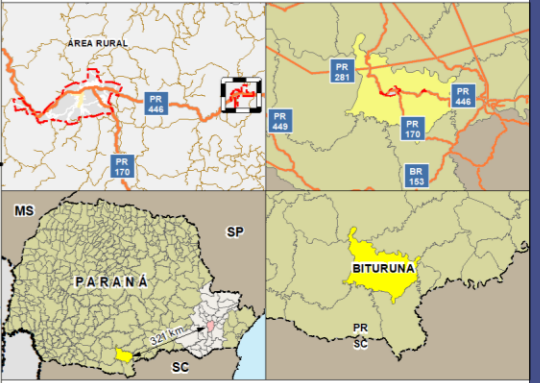 ÁREA RURAL
PR
446
PR
170
PR
281
PR
446
PR
449
PR
170
BR
153
MS
SP
PARANÁ
321 km
SC
BITURUNA
PR
SC